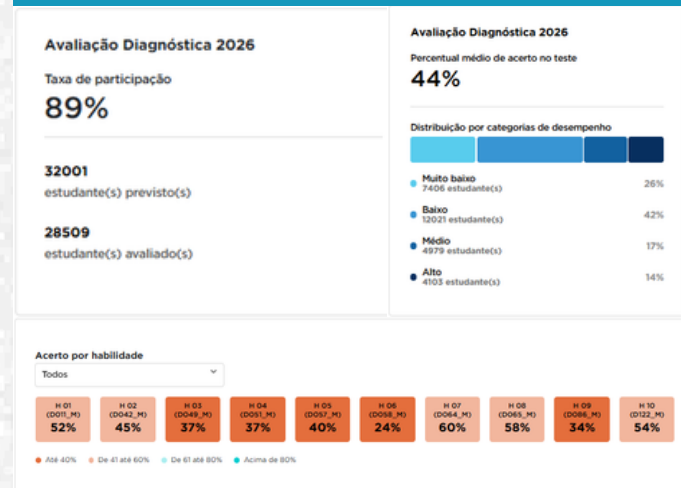 Avaliação Diagnóstica 2026
Taxa de participação
89%
32001
estudante(s) previsto(s)
28509
estudante(s) avaliado(s)
Avaliação Diagnóstica 2026
Percentual médio de acerto no teste
44%
Distribuição por categorias de desempenho
Muito baixo
7406 estudante(s) 26%
Baixo
12021 estudante(s) 42%
Médio
4979 estudante(s) 17%
Alto
4103 estudante(s) 14%
Acerto por habilidade
Todos
H 01 H 02 H 03 H 04 H 05 H 06 H 07 H 08 H 09 H 10
(D011_M) (D042_M) (D049_M) (D051_M) (D057_M) (D058_M) (D064_M) (D065_M) (D086_M) (D122_M)
52% 45% 37% 37% 40% 24% 60% 58% 34% 54%
Até 40% De 41 até 60% De 61 até 80% Acima de 80%